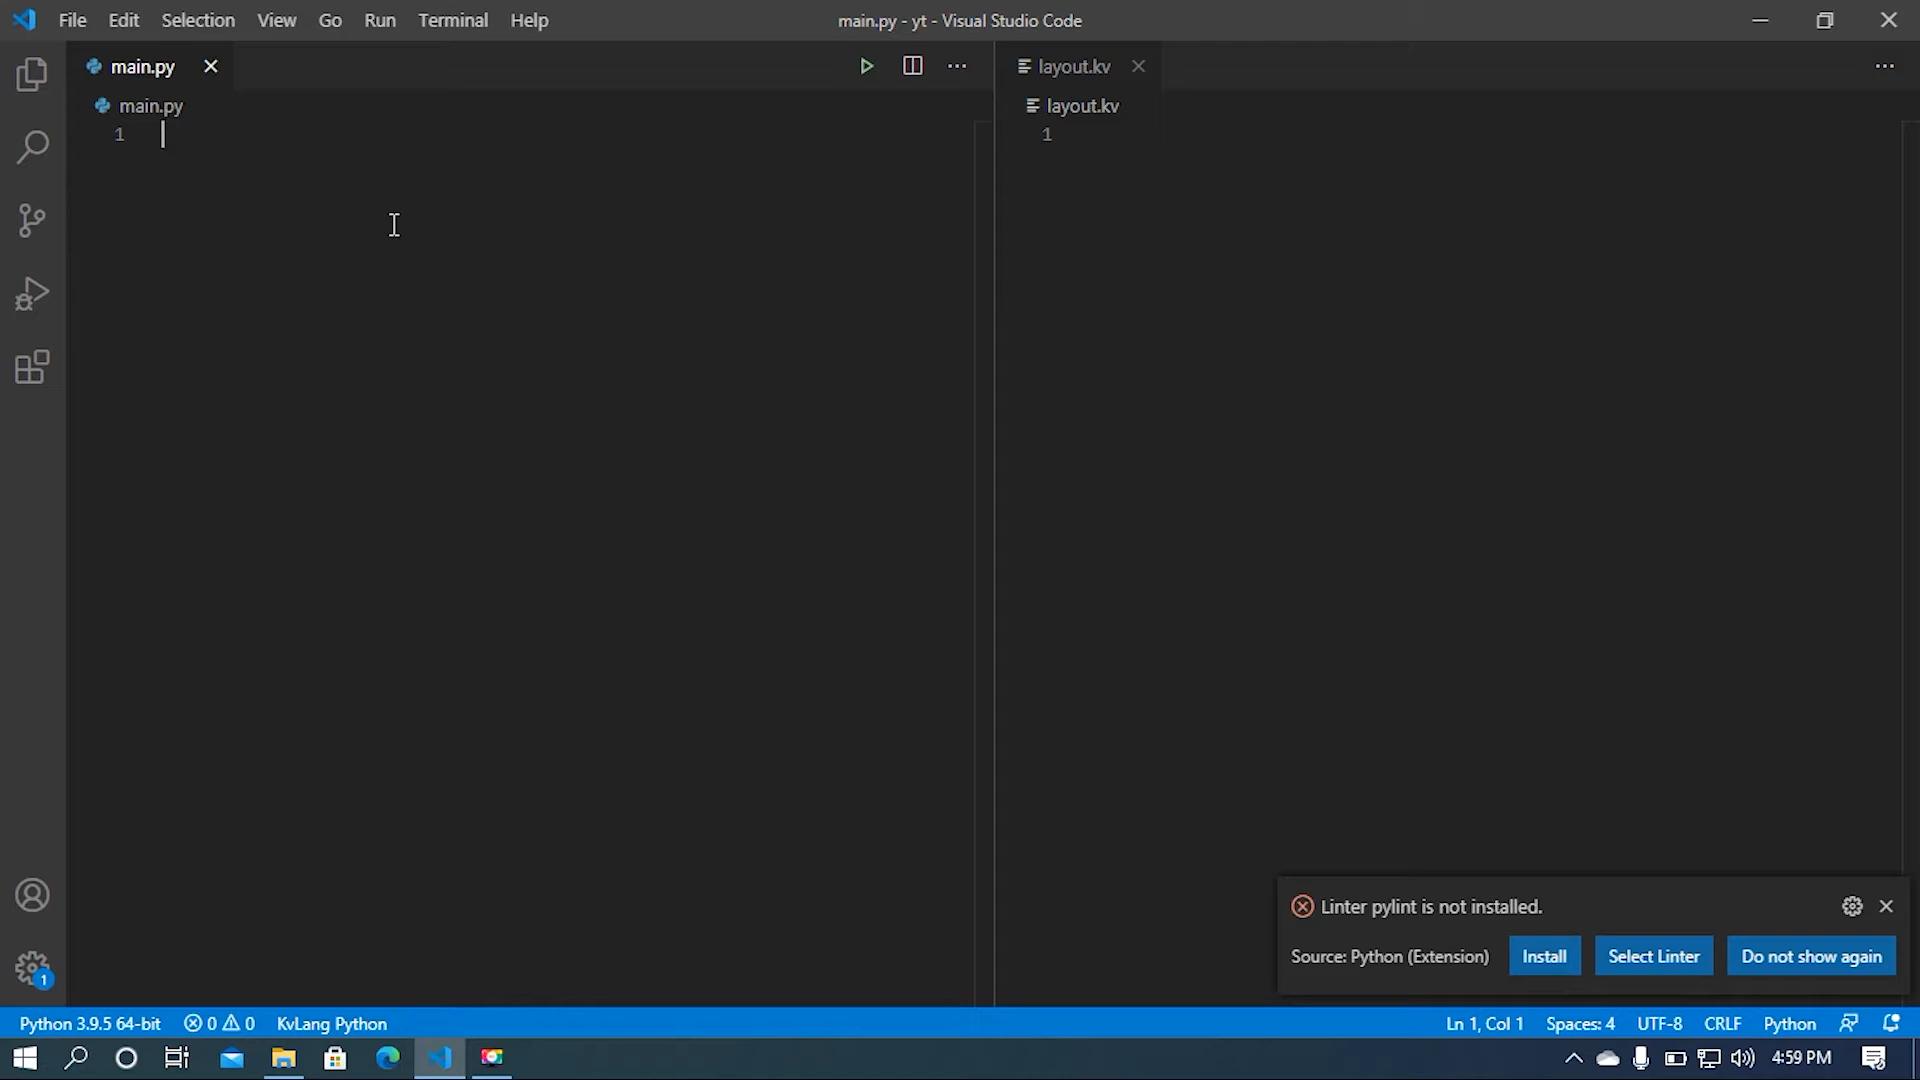 File Edit Selection View Go Run Terminal Help
main.py - yt - Visual Studio Code
main.py
layout.kv
main.py
layout.kv
1
1
Linter pylint is not installed.
Source: Python (Extension)
Install
Select Linter
Do not show again
1
Python 3.9.5 64-bit 0 0 KvLang Python
Ln 1, Col 1 Spaces: 4 UTF-8 CRLF Python
4:59 PM